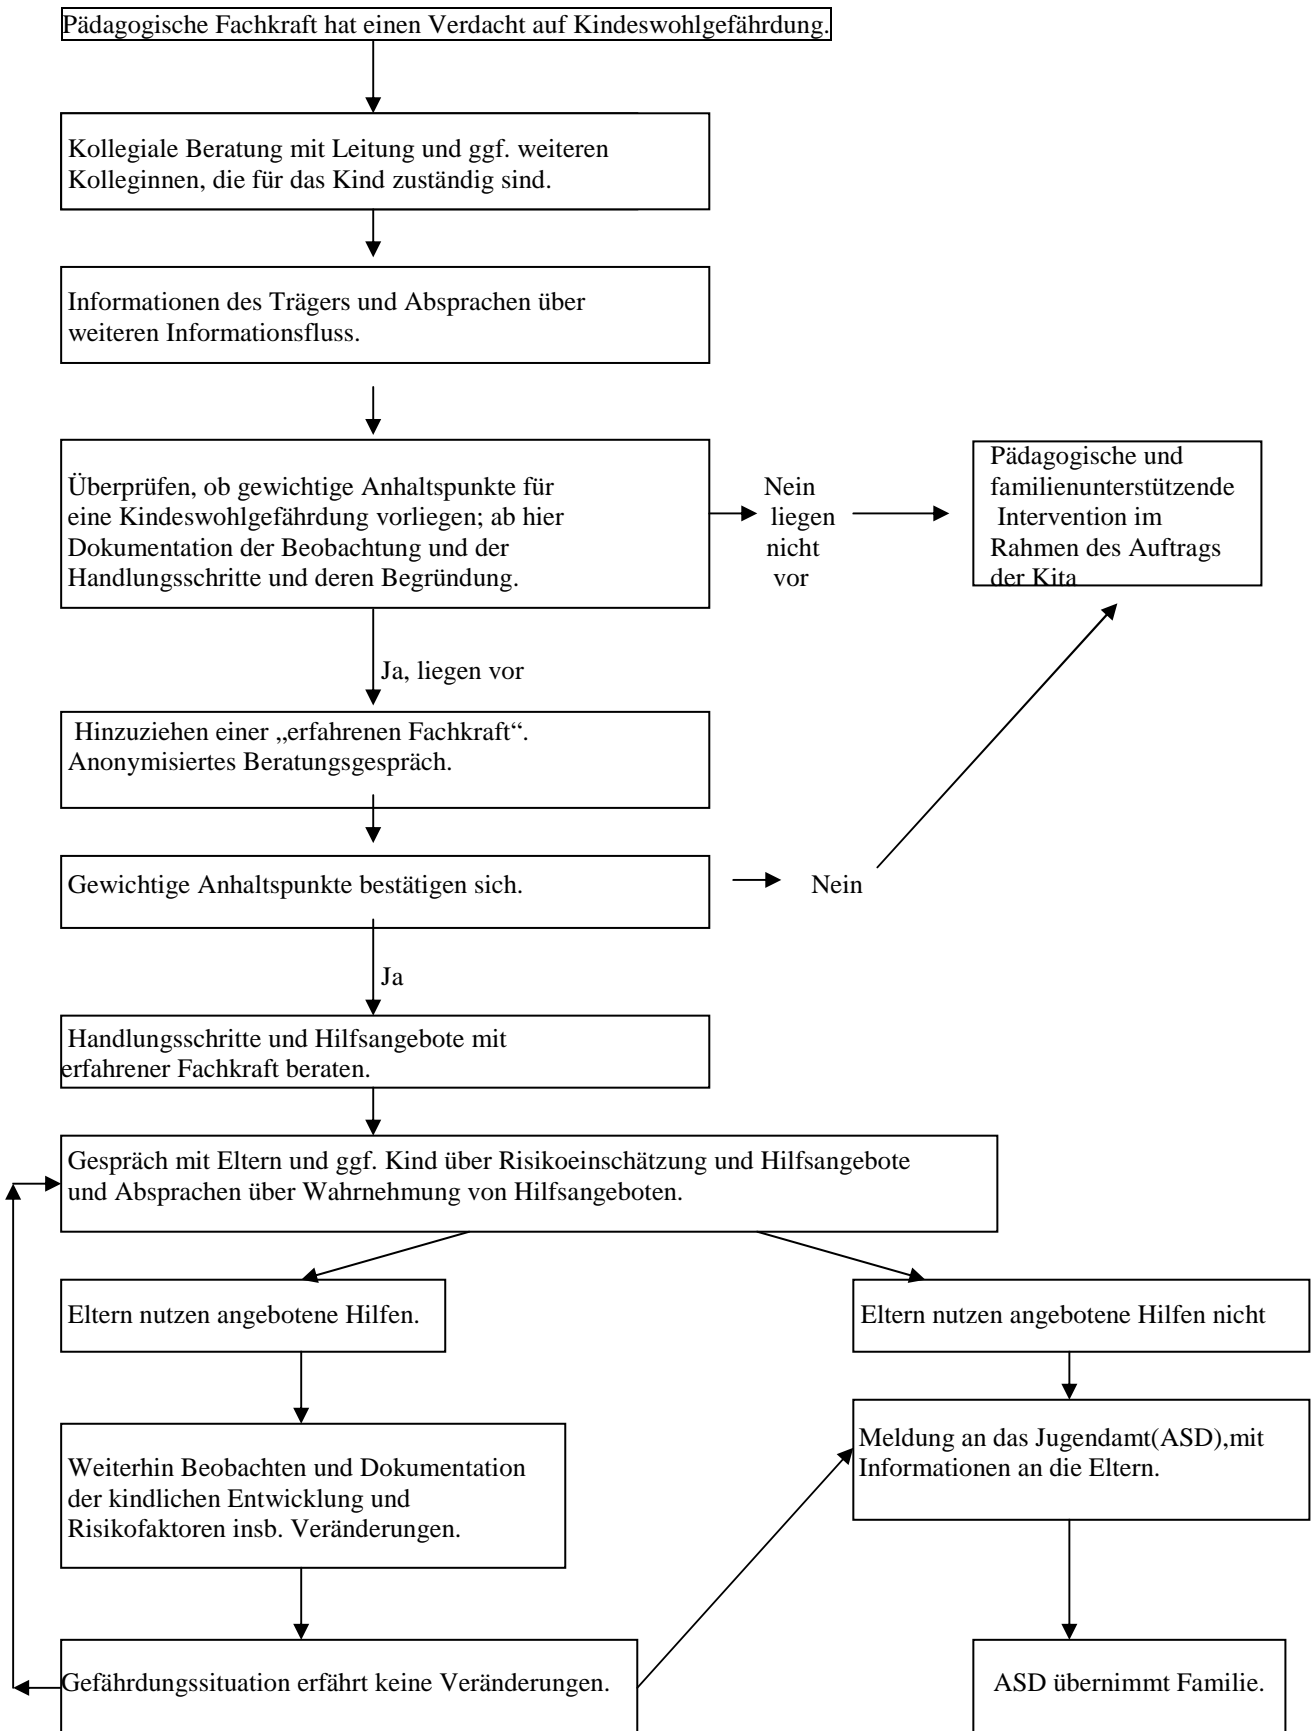 Pädagogische Fachkraft hat einen Verdacht auf Kindeswohlgefährdung.
Kollegiale Beratung mit Leitung und ggf. weiteren
Kolleginnen, die für das Kind zuständig sind.
Informationen des Trägers und Absprachen über
weiteren Informationsfluss.
Überprüfen, ob gewichtige Anhaltspunkte für
eine Kindeswohlgefährdung vorliegen; ab hier
Dokumentation der Beobachtung und der
Handlungsschritte und deren Begründung.
Nein
liegen
nicht
vor
Pädagogische und
familienunterstützende
Intervention im
Rahmen des Auftrags
der Kita
Ja, liegen vor
Hinzuziehen einer „erfahrenen Fachkraft“.
Anonymisiertes Beratungsgespräch.
Gewichtige Anhaltspunkte bestätigen sich.
Nein
Ja
Handlungsschritte und Hilfsangebote mit
erfahrener Fachkraft beraten.
Gespräch mit Eltern und ggf. Kind über Risikoeinschätzung und Hilfsangebote
und Absprachen über Wahrnehmung von Hilfsangeboten.
Eltern nutzen angebotene Hilfen.
Eltern nutzen angebotene Hilfen nicht
Weiterhin Beobachten und Dokumentation
der kindlichen Entwicklung und
Risikofaktoren insb. Veränderungen.
Meldung an das Jugendamt(ASD),mit
Informationen an die Eltern.
Gefährdungssituation erfährt keine Veränderungen.
ASD übernimmt Familie.